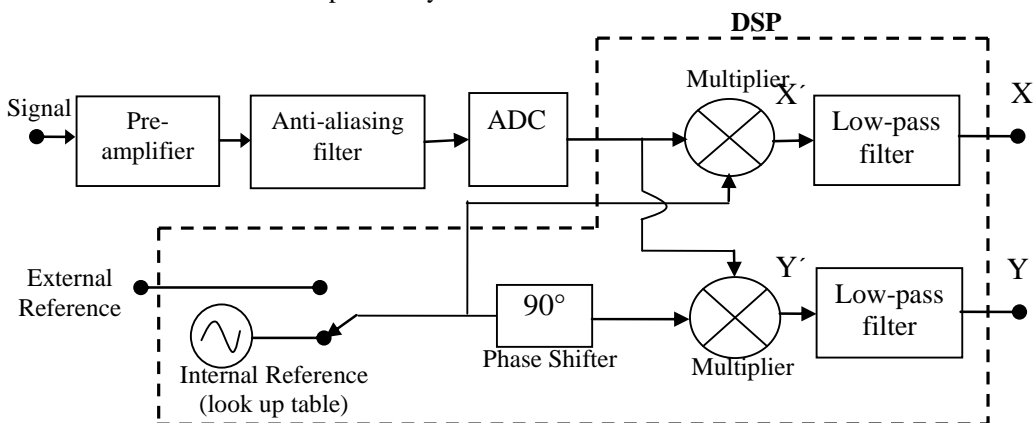 DSP
Signal
Pre-
amplifier
Anti-aliasing
filter
ADC
Multiplier
X´
Low-pass
filter
X
External
Reference
90°
Phase Shifter
Y´
Multiplier
Low-pass
filter
Y
Internal Reference
(look up table)